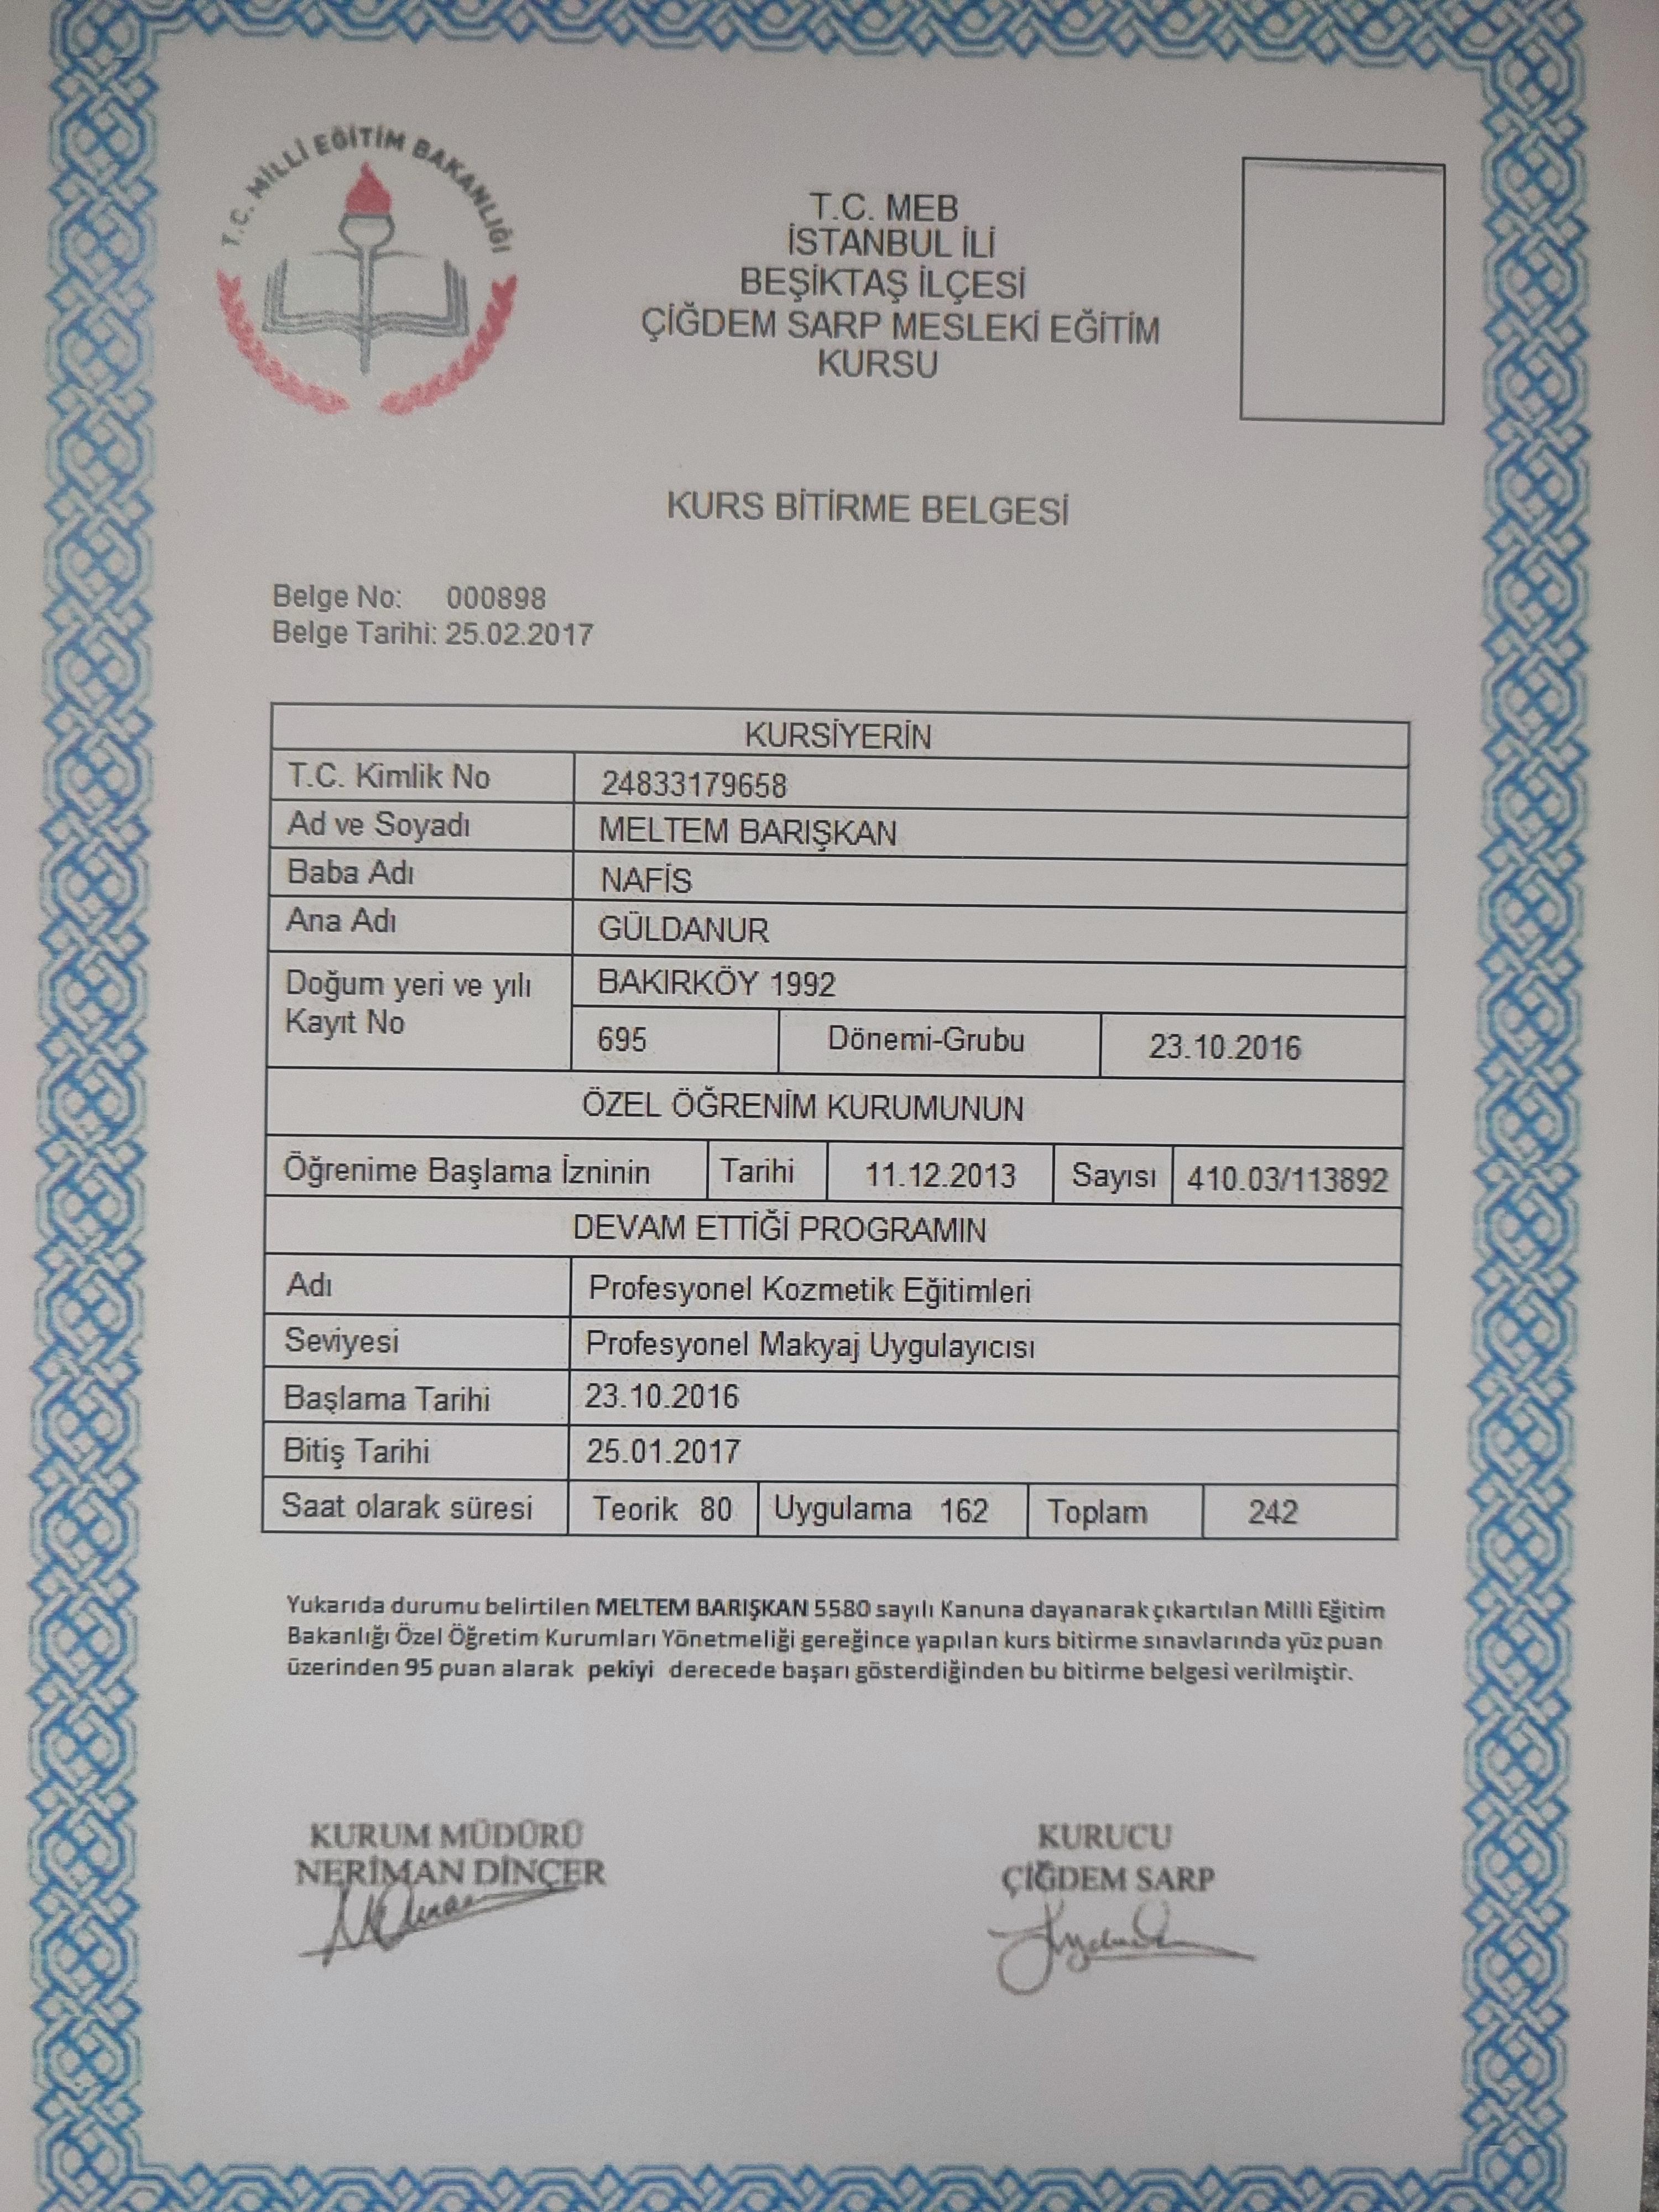 T.C. MİLLİ EĞİTİM BAKANLIĞI
T.C. MEB
İSTANBUL İLİ
BEŞİKTAŞ İLÇESİ
ÇİĞDEM SARP MESLEKİ EĞİTİM
KURSU
KURS BİTİRME BELGESİ
Belge No: 000898
Belge Tarihi: 25.02.2017
KURSİYERİN
T.C. Kimlik No 24833179658
Ad ve Soyadı MELTEM BARIŞKAN
Baba Adı NAFİS
Ana Adı GÜLDANUR
Doğum yeri ve yılı BAKIRKÖY 1992
Kayıt No 695 Dönemi-Grubu 23.10.2016
ÖZEL ÖĞRENİM KURUMUNUN
Öğrenime Başlama İzninin Tarihi 11.12.2013 Sayısı 410.03/113892
DEVAM ETTİĞİ PROGRAMIN
Adı Profesyonel Kozmetik Eğitimleri
Seviyesi Profesyonel Makyaj Uygulayıcısı
Başlama Tarihi 23.10.2016
Bitiş Tarihi 25.01.2017
Saat olarak süresi Teorik 80 Uygulama 162 Toplam 242
Yukarıda durumu belirtilen MELTEM BARIŞKAN 5580 sayılı Kanuna dayanarak çıkartılan Milli Eğitim
Bakanlığı Özel Öğretim Kurumları Yönetmeliği gereğince yapılan kurs bitirme sınavlarında yüz puan
üzerinden 95 puan alarak pekiyi derecede başarı gösterdiğinden bu bitirme belgesi verilmiştir.
KURUM MÜDÜRÜ
NERİMAN DİNÇER
KURUCU
ÇİĞDEM SARP